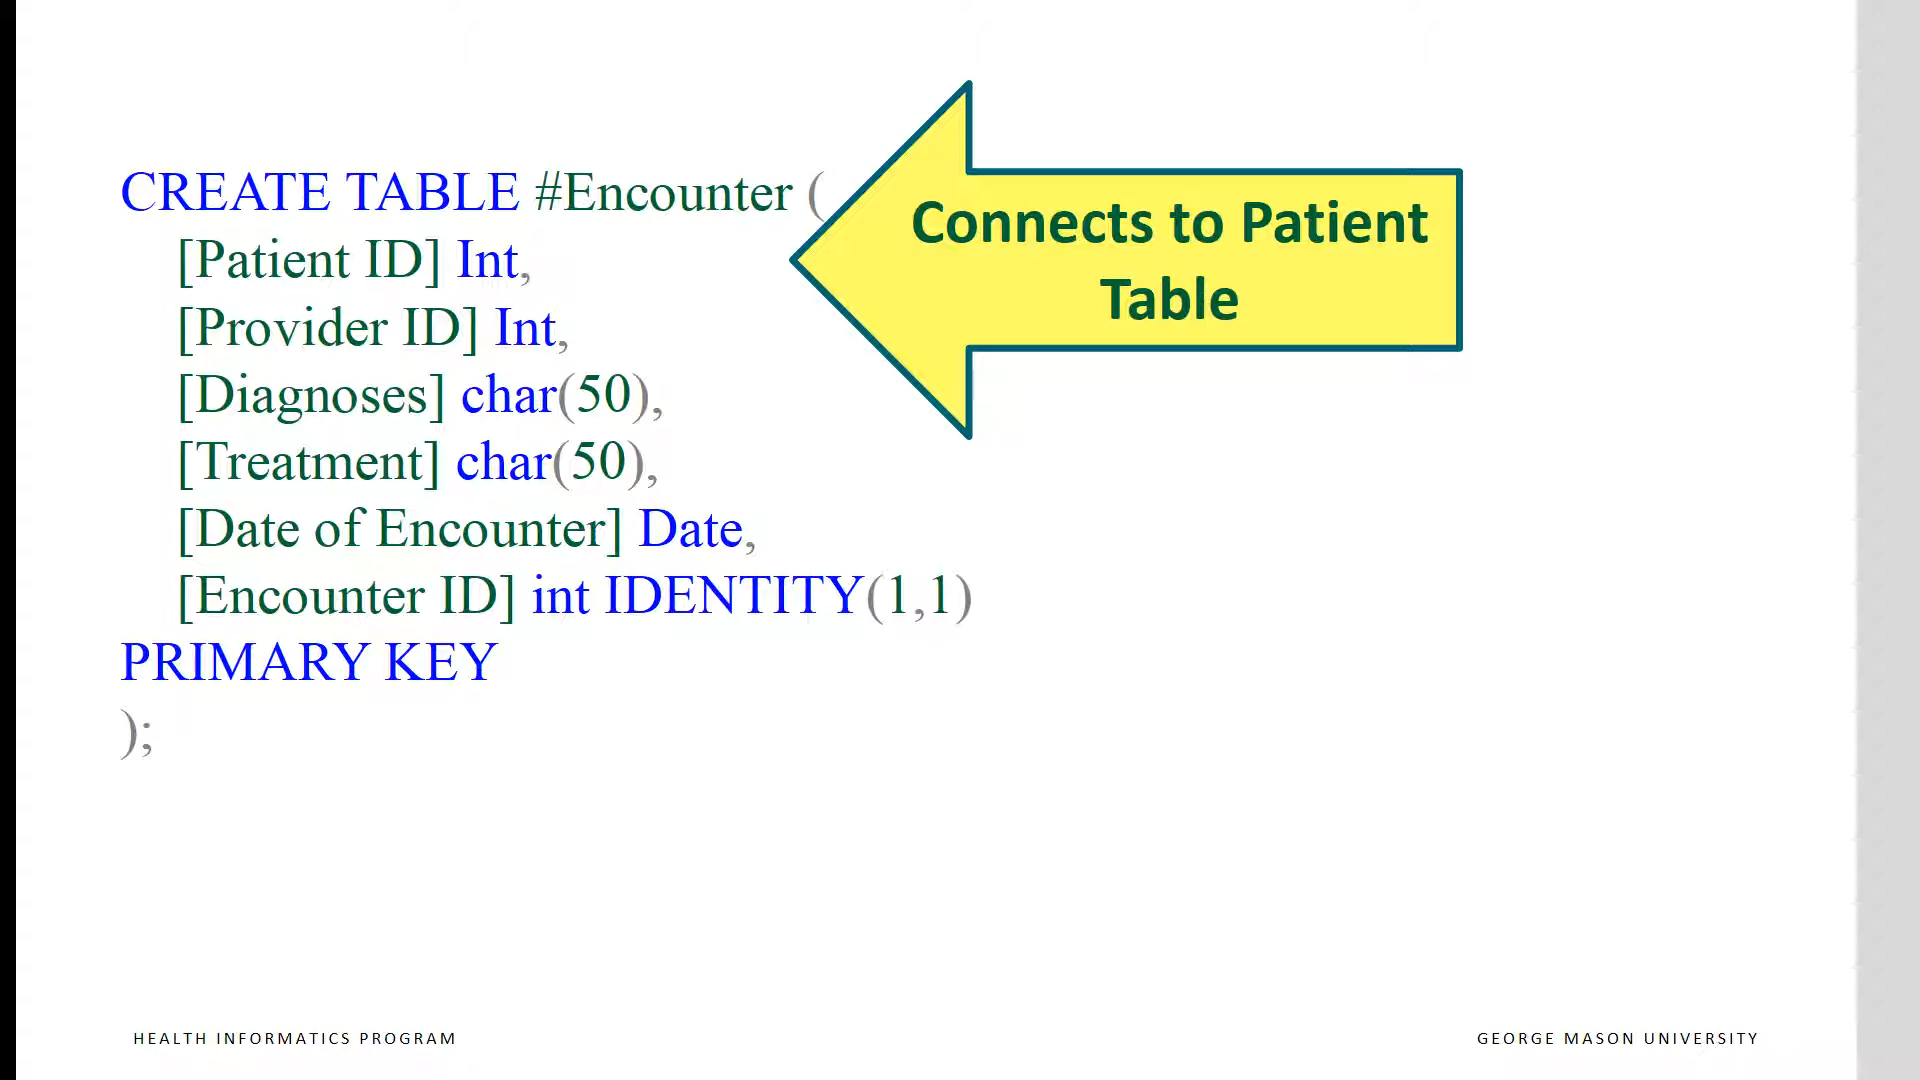 CREATE TABLE #Encounter (
[Patient ID] Int,
[Provider ID] Int,
[Diagnoses] char(50),
[Treatment] char(50),
[Date of Encounter] Date,
[Encounter ID] int IDENTITY(1,1)
PRIMARY KEY
);
Connects to Patient
Table
HEALTH INFORMATICS PROGRAM
GEORGE MASON UNIVERSITY